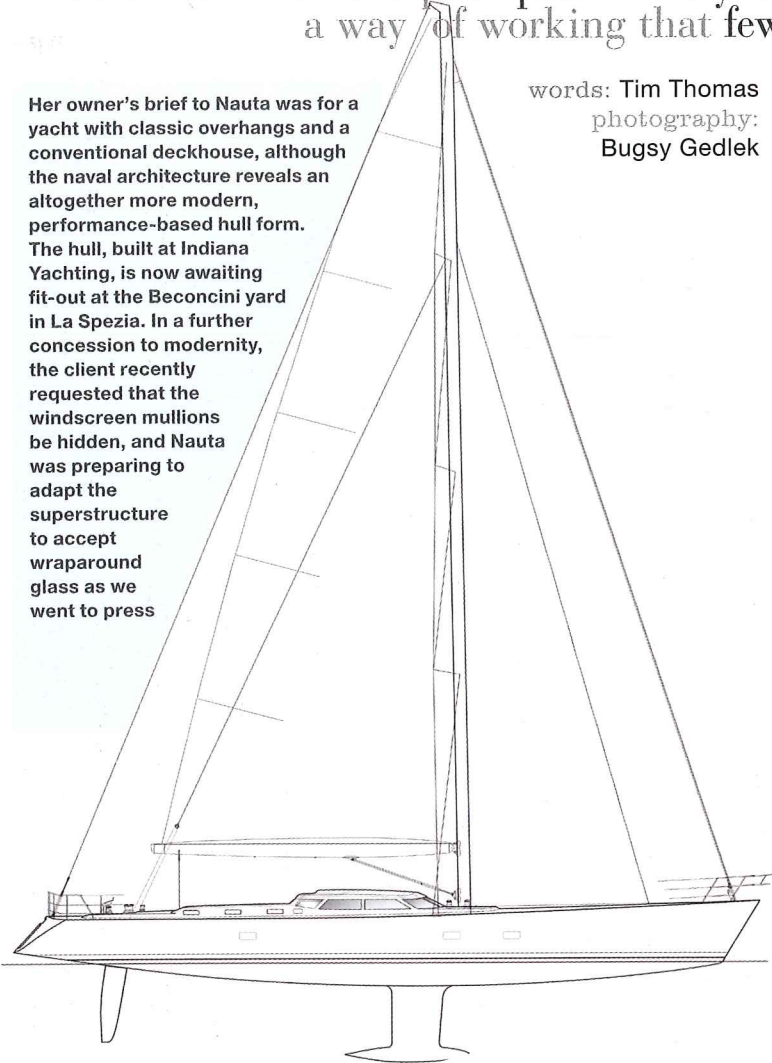 a way of working that few
words: Tim Thomas
photography:
Bugsy Gedlek
Her owner's brief to Nauta was for a
yacht with classic overhangs and a
conventional deckhouse, although
the naval architecture reveals an
altogether more modern,
performance-based hull form.
The hull, built at Indiana
Yachting, is now awaiting
fit-out at the Beconcini yard
in La Spezia. In a further
concession to modernity,
the client recently
requested that the
windscreen mullions
be hidden, and Nauta
was preparing to
adapt the
superstructure
to accept
wraparound
glass as we
went to press